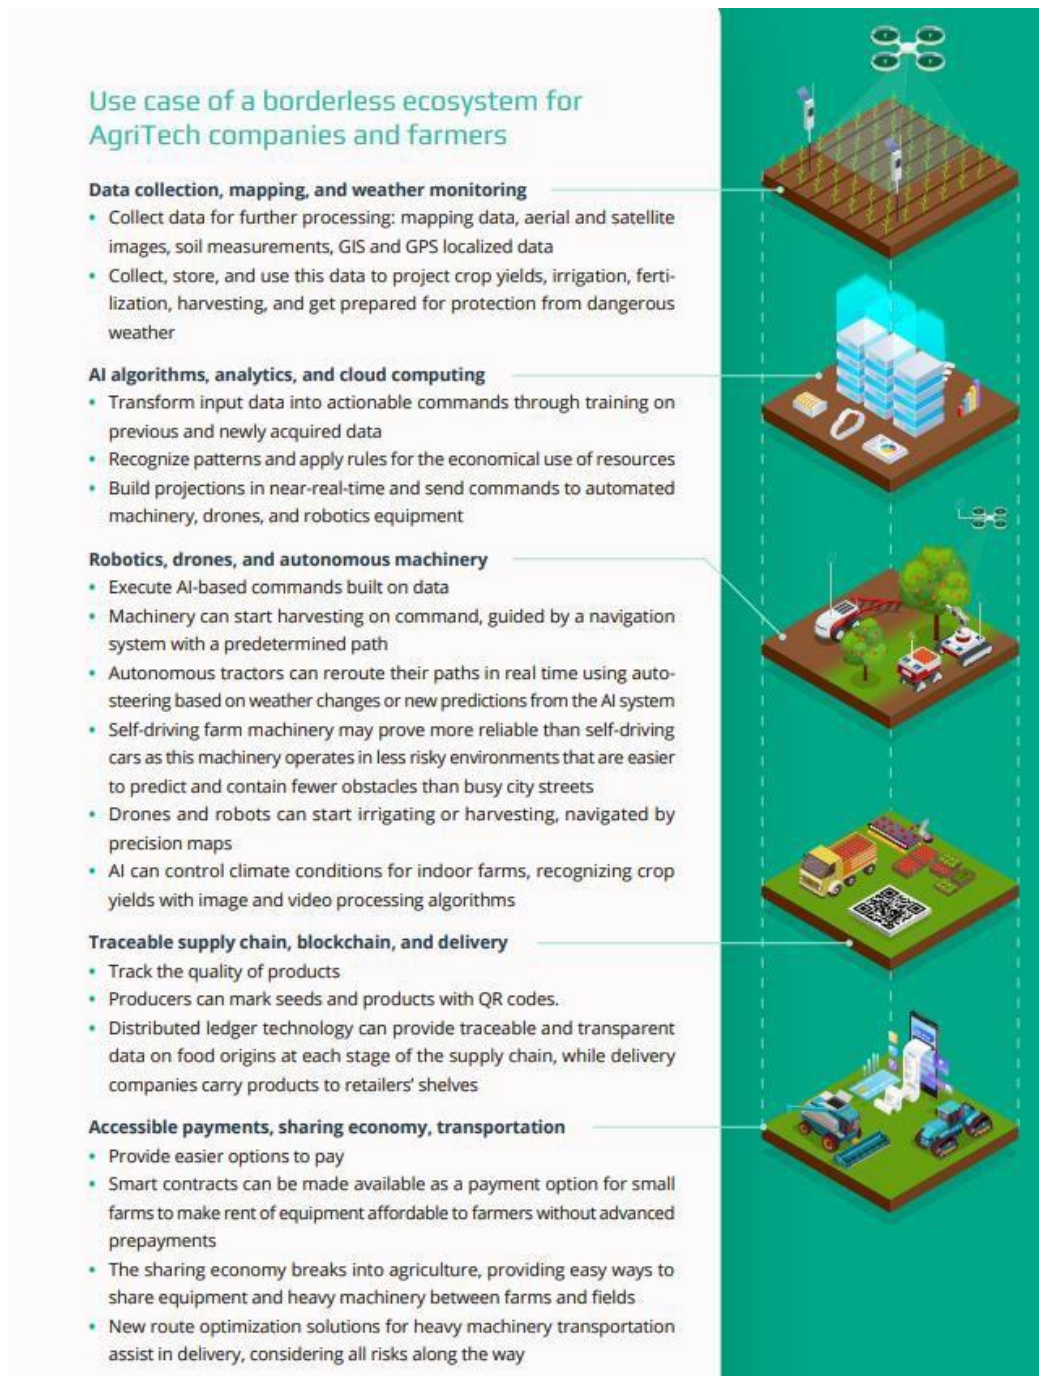 Use case of a borderless ecosystem for
AgriTech companies and farmers
Data collection, mapping, and weather monitoring
• Collect data for further processing: mapping data, aerial and satellite
images, soil measurements, GIS and GPS localized data
• Collect, store, and use this data to project crop yields, irrigation, ferti-
lization, harvesting, and get prepared for protection from dangerous
weather
AI algorithms, analytics, and cloud computing
• Transform input data into actionable commands through training on
previous and newly acquired data
• Recognize patterns and apply rules for the economical use of resources
• Build projections in near-real-time and send commands to automated
machinery, drones, and robotics equipment
Robotics, drones, and autonomous machinery
• Execute AI-based commands built on data
• Machinery can start harvesting on command, guided by a navigation
system with a predetermined path
• Autonomous tractors can reroute their paths in real time using auto-
steering based on weather changes or new predictions from the AI system
• Self-driving farm machinery may prove more reliable than self-driving
cars as this machinery operates in less risky environments that are easier
to predict and contain fewer obstacles than busy city streets
• Drones and robots can start irrigating or harvesting, navigated by
precision maps
• AI can control climate conditions for indoor farms, recognizing crop
yields with image and video processing algorithms
Traceable supply chain, blockchain, and delivery
• Track the quality of products
• Producers can mark seeds and products with QR codes.
• Distributed ledger technology can provide traceable and transparent
data on food origins at each stage of the supply chain, while delivery
companies carry products to retailers' shelves
Accessible payments, sharing economy, transportation
• Provide easier options to pay
• Smart contracts can be made available as a payment option for small
farms to make rent of equipment affordable to farmers without advanced
prepayments
• The sharing economy breaks into agriculture, providing easy ways to
share equipment and heavy machinery between farms and fields
• New route optimization solutions for heavy machinery transportation
assist in delivery, considering all risks along the way